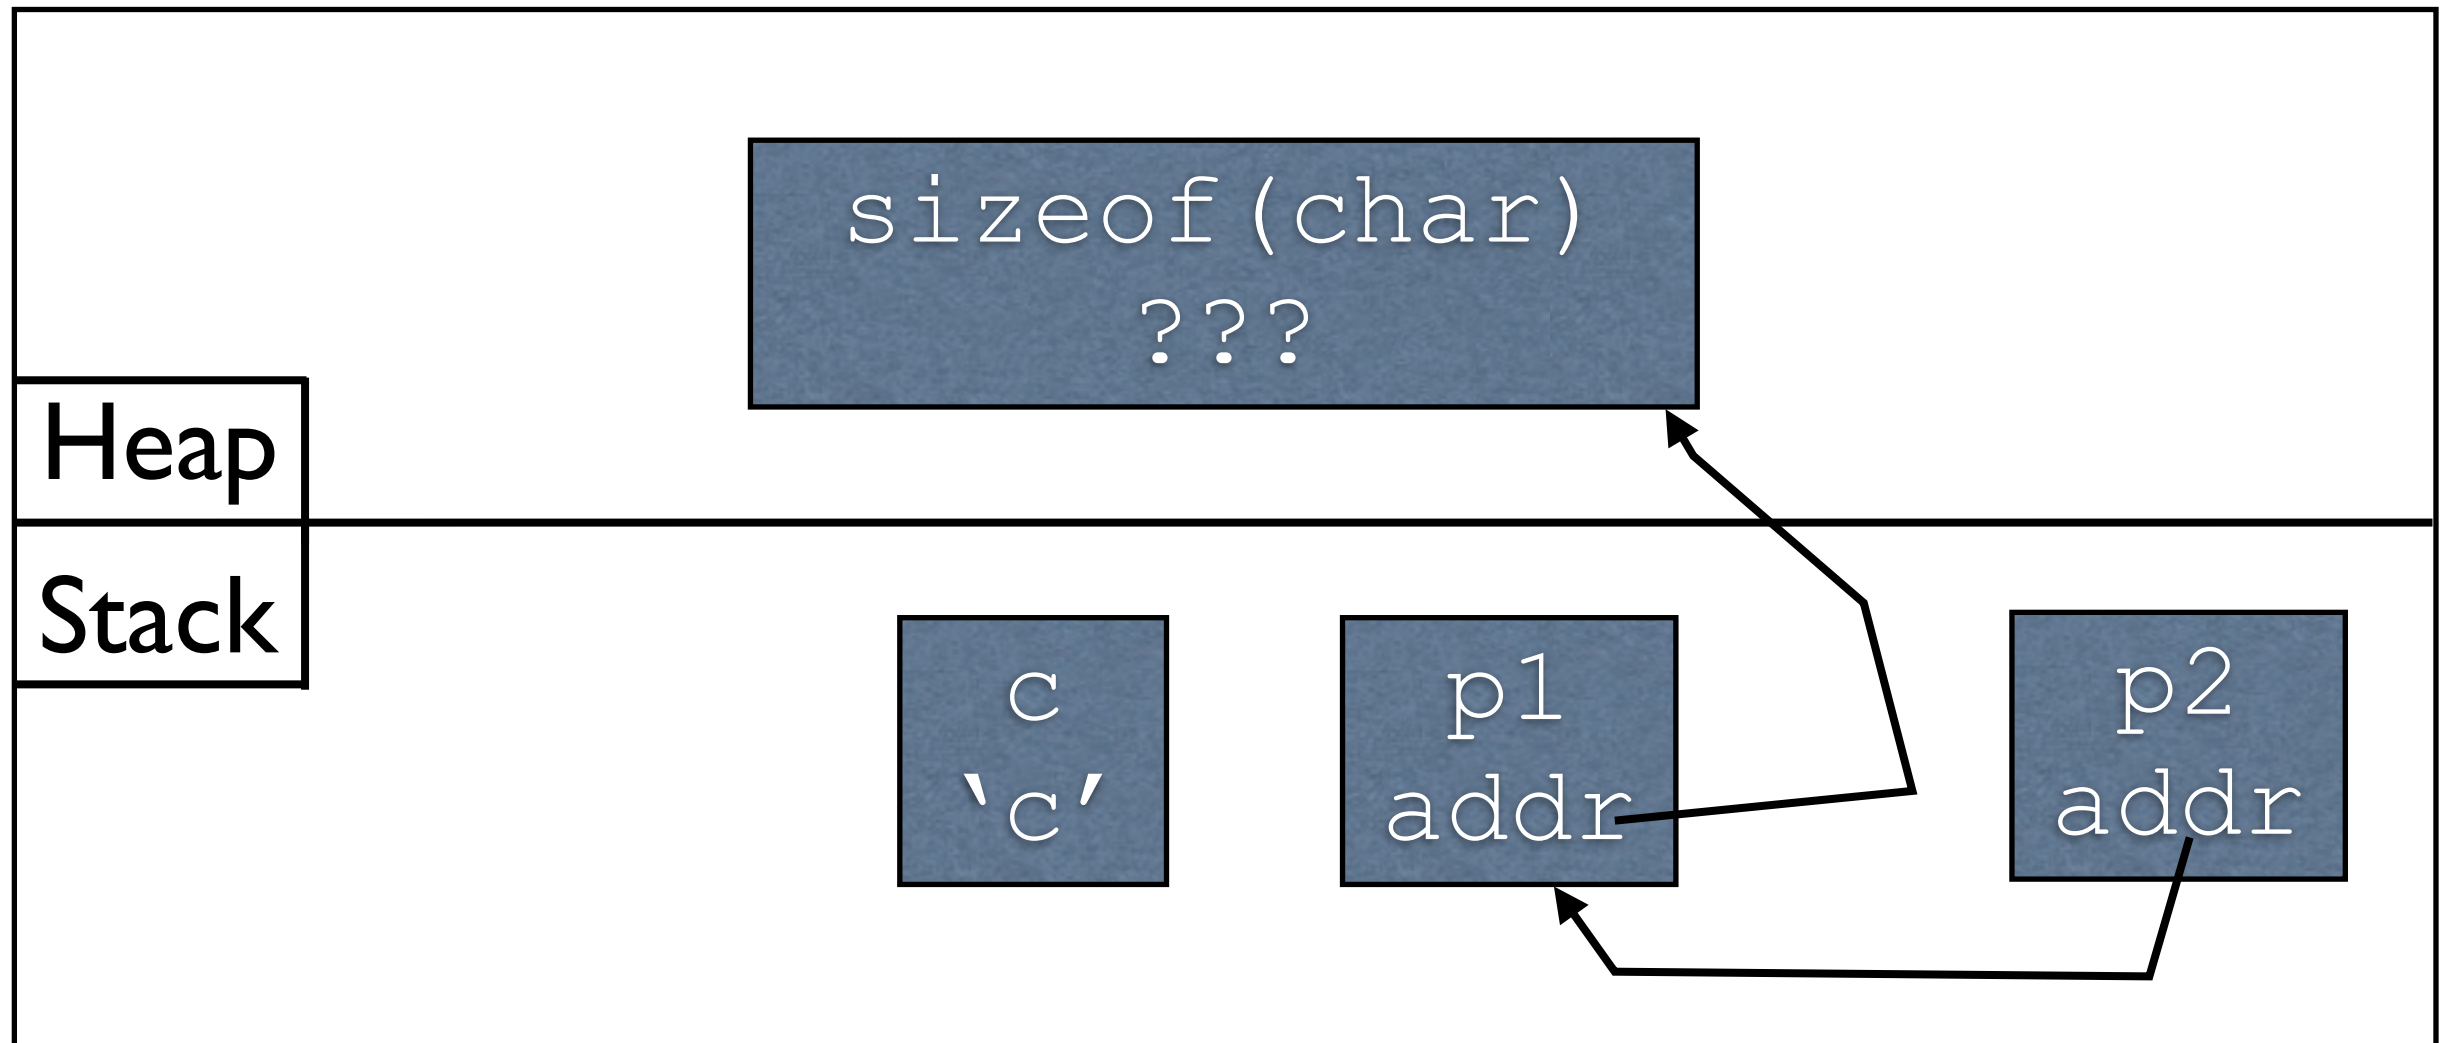 sizeof(char)
???
Heap
Stack
c
‘c’
p1
addr
p2
addr